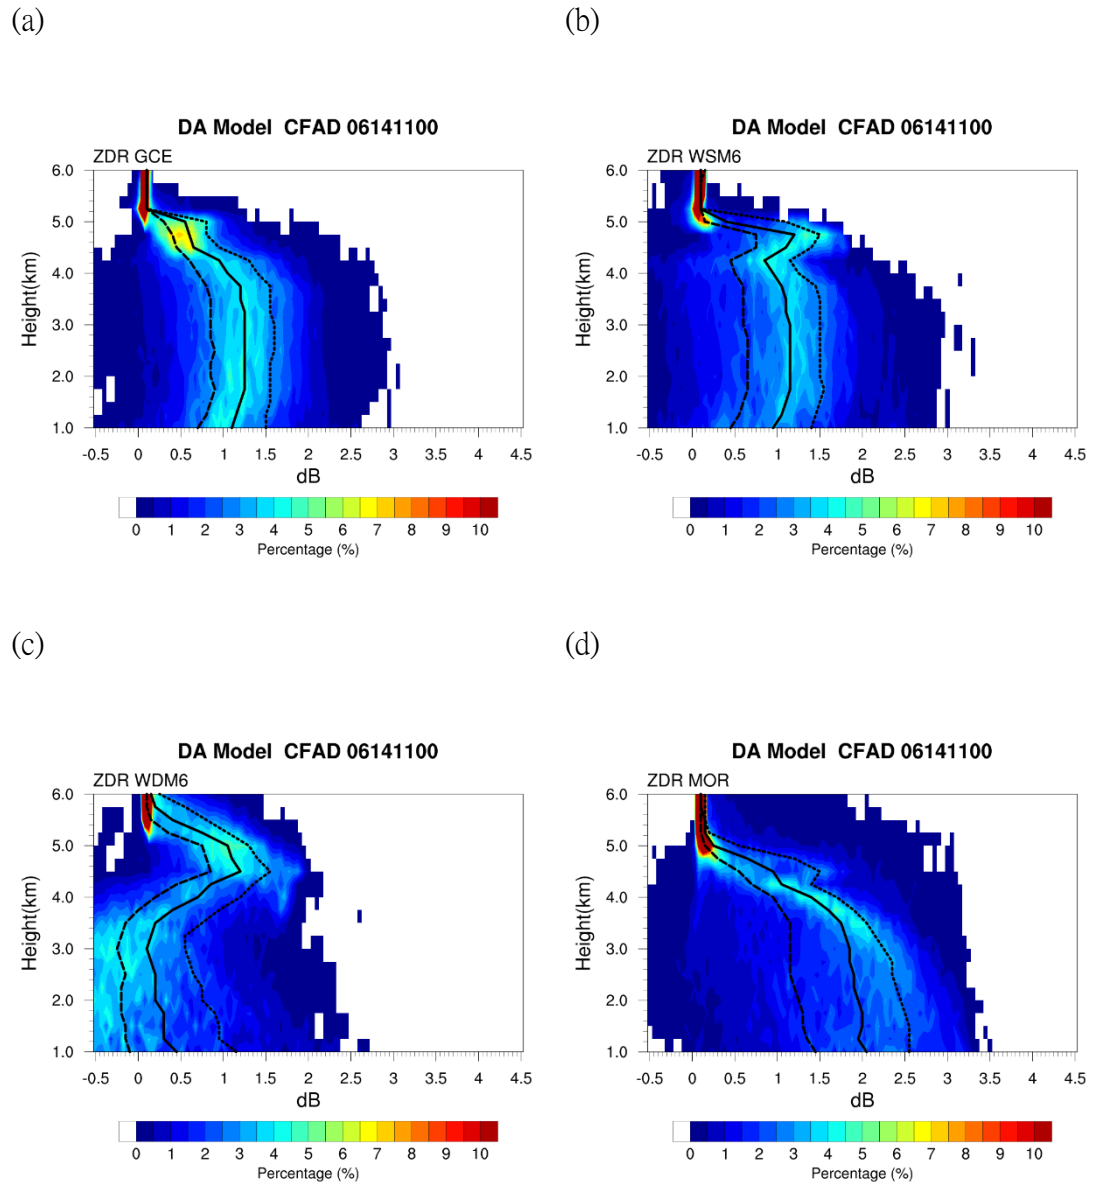 (a)
DA Model CFAD 06141100
ZDR GCE
6.0
5.0
4.0
3.0
2.0
1.0
Height(km)
-0.5 0 0.5 1 1.5 2 2.5 3 3.5 4 4.5
dB
0 1 2 3 4 5 6 7 8 9 10
Percentage (%)
(b)
DA Model CFAD 06141100
ZDR WSM6
6.0
5.0
4.0
3.0
2.0
1.0
Height(km)
-0.5 0 0.5 1 1.5 2 2.5 3 3.5 4 4.5
dB
0 1 2 3 4 5 6 7 8 9 10
Percentage (%)
(c)
DA Model CFAD 06141100
ZDR WDM6
6.0
5.0
4.0
3.0
2.0
1.0
Height(km)
-0.5 0 0.5 1 1.5 2 2.5 3 3.5 4 4.5
dB
0 1 2 3 4 5 6 7 8 9 10
Percentage (%)
(d)
DA Model CFAD 06141100
ZDR MOR
6.0
5.0
4.0
3.0
2.0
1.0
Height(km)
-0.5 0 0.5 1 1.5 2 2.5 3 3.5 4 4.5
dB
0 1 2 3 4 5 6 7 8 9 10
Percentage (%)